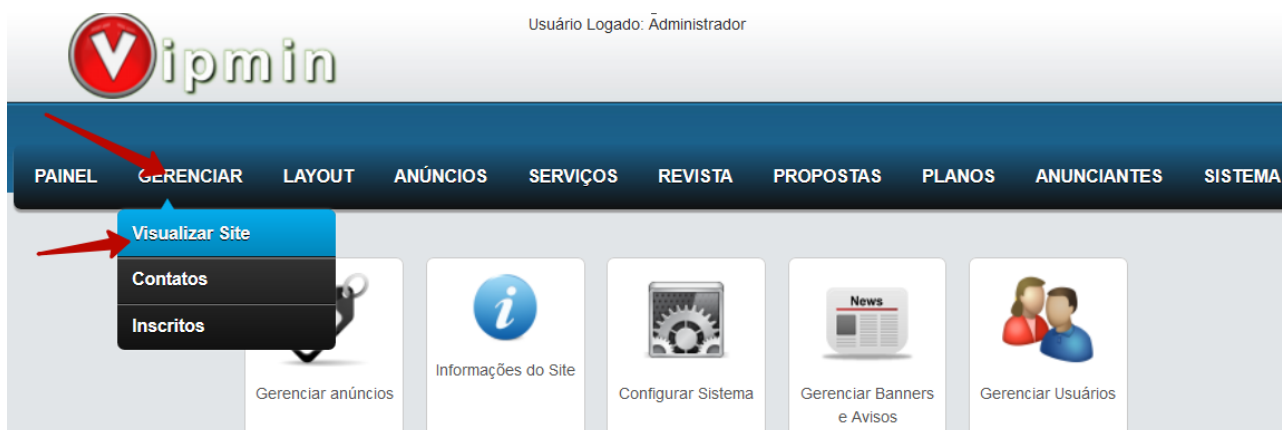 Usuário Logado: Administrador
Vipmin
PAINEL GERENCIAR LAYOUT ANÚNCIOS SERVIÇOS REVISTA PROPOSTAS PLANOS ANUNCIANTES SISTEMA
Visualizar Site
Contatos
Inscritos
News
Gerenciar anúncios
Informações do Site
Configurar Sistema
Gerenciar Banners
e Avisos
Gerenciar Usuários